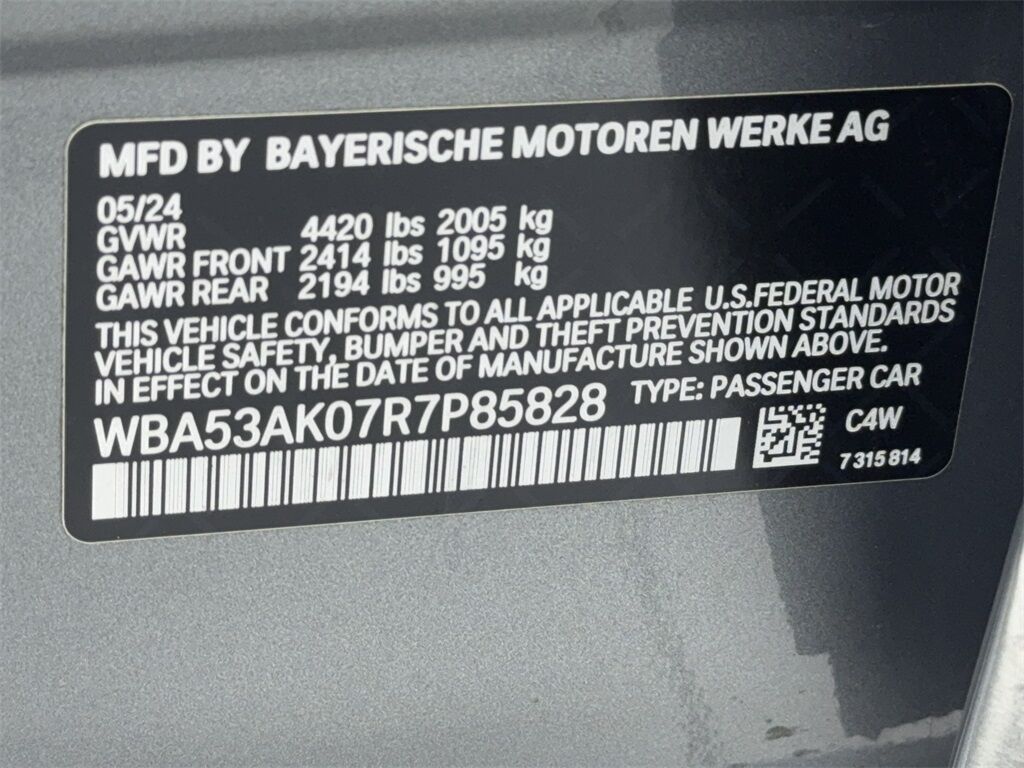 MFD BY BAYERISCHE MOTOREN WERKE AG
05/24
GVWR 4420 lbs 2005 kg
GAWR FRONT 2414 lbs 1095 kg
GAWR REAR 2194 lbs 995 kg
THIS VEHICLE CONFORMS TO ALL APPLICABLE U.S.FEDERAL MOTOR
VEHICLE SAFETY, BUMPER AND THEFT PREVENTION STANDARDS
IN EFFECT ON THE DATE OF MANUFACTURE SHOWN ABOVE.
WBA53AK07R7P85828 TYPE: PASSENGER CAR
C4W
7 315 814